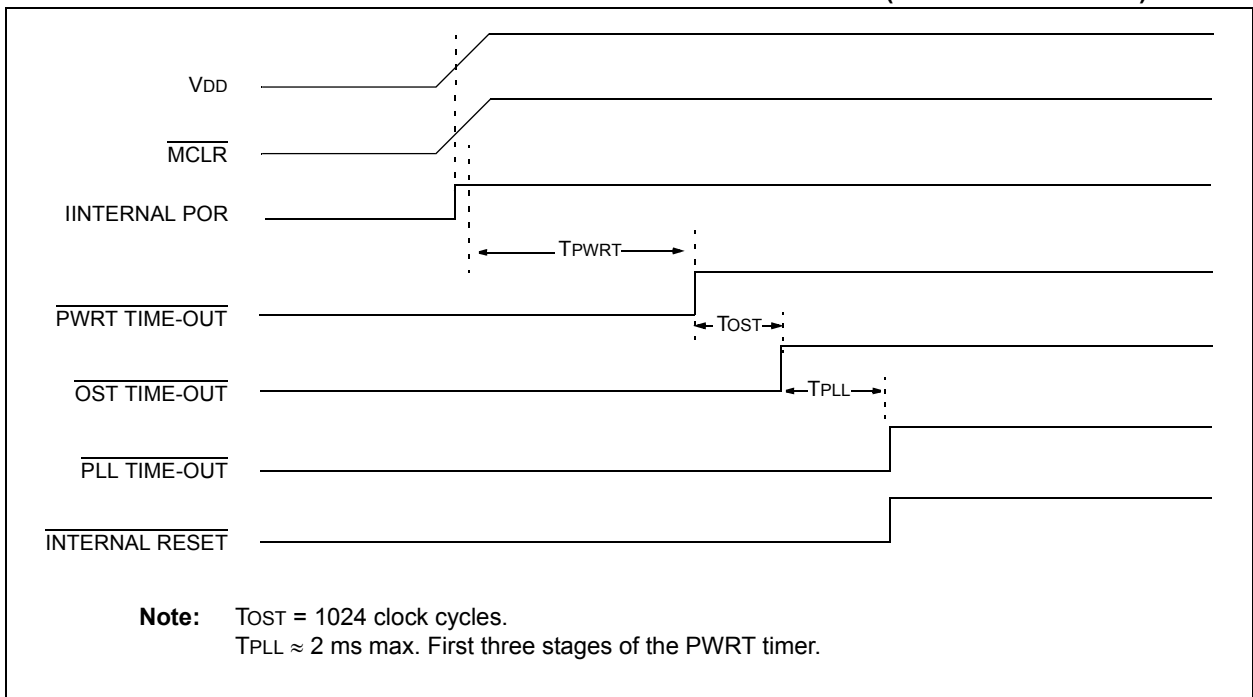 VDD
MCLR
IINTERNAL POR
TPWRT
PWRT TIME-OUT
TOST
OST TIME-OUT
TPLL
PLL TIME-OUT
INTERNAL RESET
Note: TOST = 1024 clock cycles.
TPLL ≈ 2 ms max. First three stages of the PWRT timer.